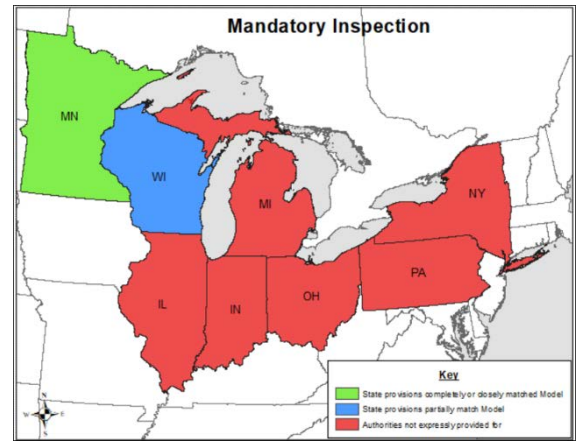 Mandatory Inspection
MN
WI
MI
NY
IL
IN
OH
PA
N
W
E
S
Key
State provisions completely or closely matched Model
State provisions partially match Model
Authorities not expressly provided for